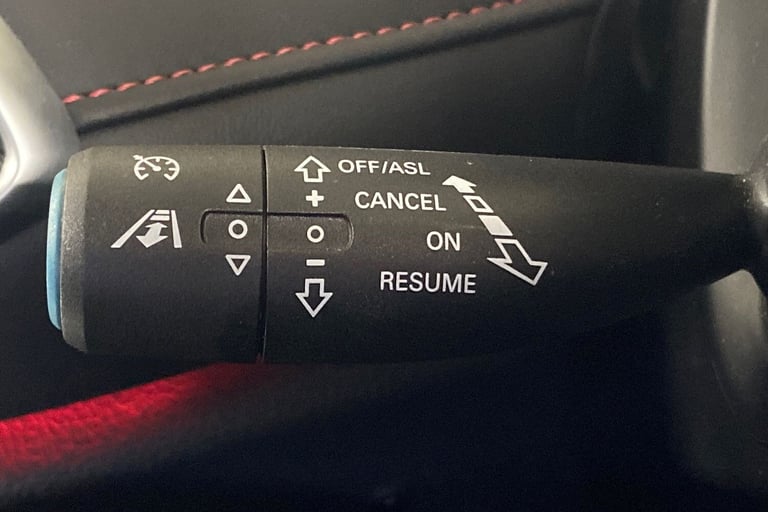 OFF/ASL
+
CANCEL
ON
-
RESUME